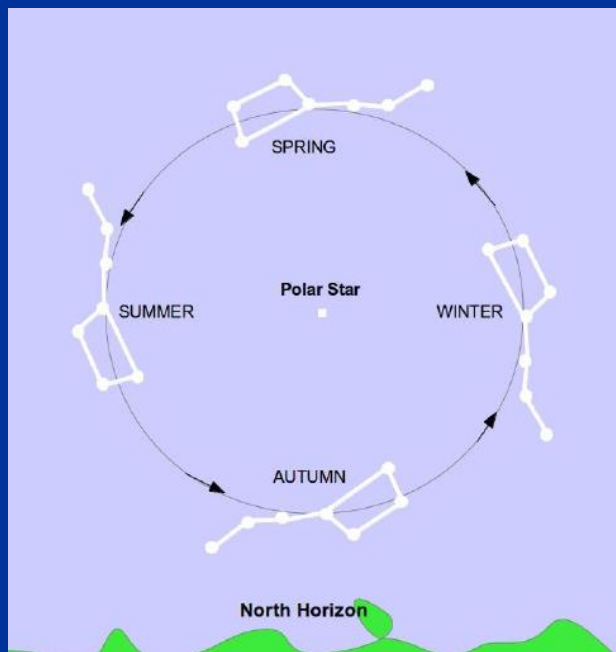 SPRING
Polar Star
SUMMER
WINTER
AUTUMN
North Horizon